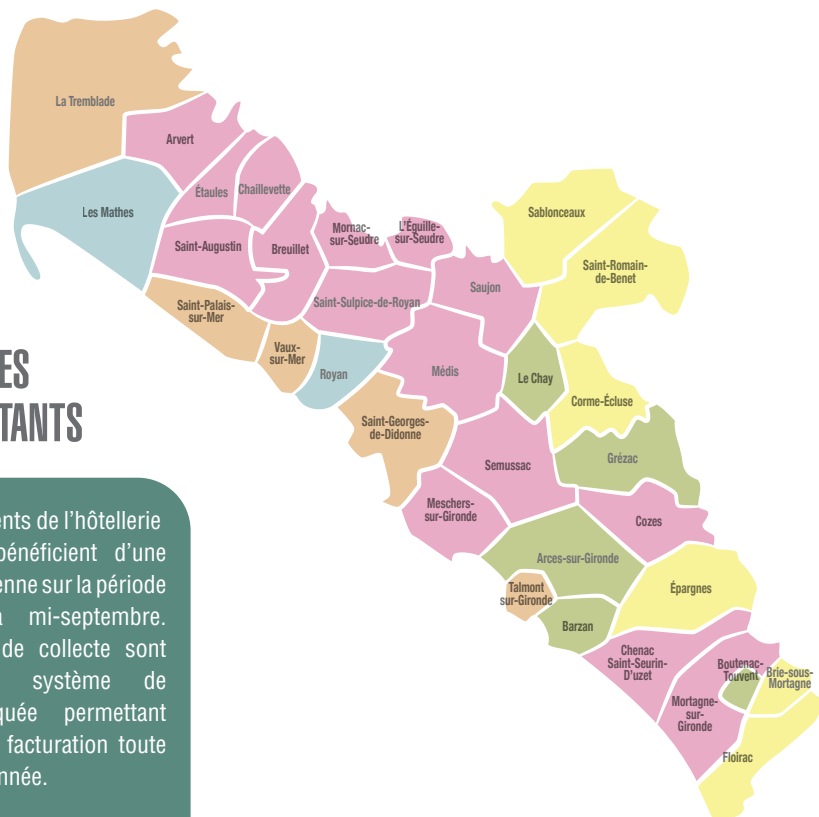 La Tremblade
Arvert
Les Mathes
Étaules
Chaillevette
Saint-Augustin
Breuillet
Mornac-
sur-Seudre
L'Éguille-
sur-Seudre
Sablonceaux
Saint-Romain-
de-Benet
Saujon
Saint-Sulpice-de-Royan
Saint-Palais-
sur-Mer
Vaux-
sur-Mer
Royan
Médis
Le Chay
Corme-Écluse
Saint-Georges-
de-Didonne
Grézac
Semussac
Meschers-
sur-Gironde
Cozes
Arces-sur-Gironde
Talmont
sur-Gironde
Épargnes
Barzan
Chenac
Saint-Seurin-
D'uzet
Boutenac-
Touvent
Brie-sous-
Mortagne
Mortagne-
sur-
Gironde
Floirac
ES
TANTS
ents de l’hôtellerie
bénéficient d’une
enne sur la période
mi-septembre.
de collecte sont
système de
quée permettant
facturation toute
nnée.